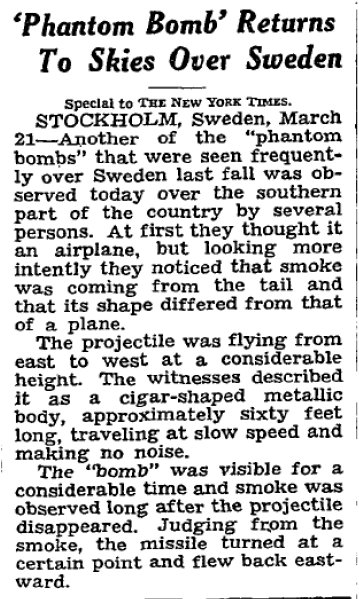 'Phantom Bomb' Returns
To Skies Over Sweden
Special to THE NEW YORK TIMES.
STOCKHOLM, Sweden, March
21—Another of the "phantom
bombs" that were seen frequent-
ly over Sweden last fall was ob-
served today over the southern
part of the country by several
persons. At first they thought it
an airplane, but looking more
intently they noticed that smoke
was coming from the tail and
that its shape differed from that
of a plane.
The projectile was flying from
east to west at a considerable
height. The witnesses described
it as a cigar-shaped metallic
body, approximately sixty feet
long, traveling at slow speed and
making no noise.
The "bomb" was visible for a
considerable time and smoke was
observed long after the projectile
disappeared. Judging from the
smoke, the missile turned at a
certain point and flew back east-
ward.